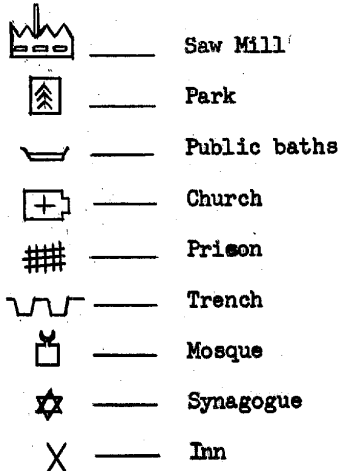 Saw Mill
Park
Public baths
Church
Prison
Trench
Mosque
Synagogue
Inn